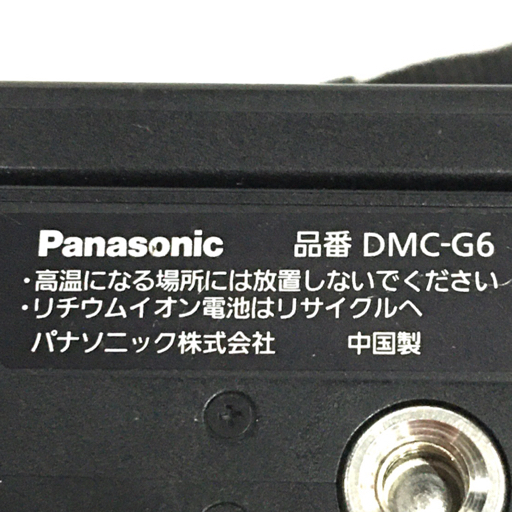 Panasonic 品番 DMC-G6
・高温になる場所には放置しないでください
・リチウムイオン電池はリサイクルへ
パナソニック株式会社 中国製